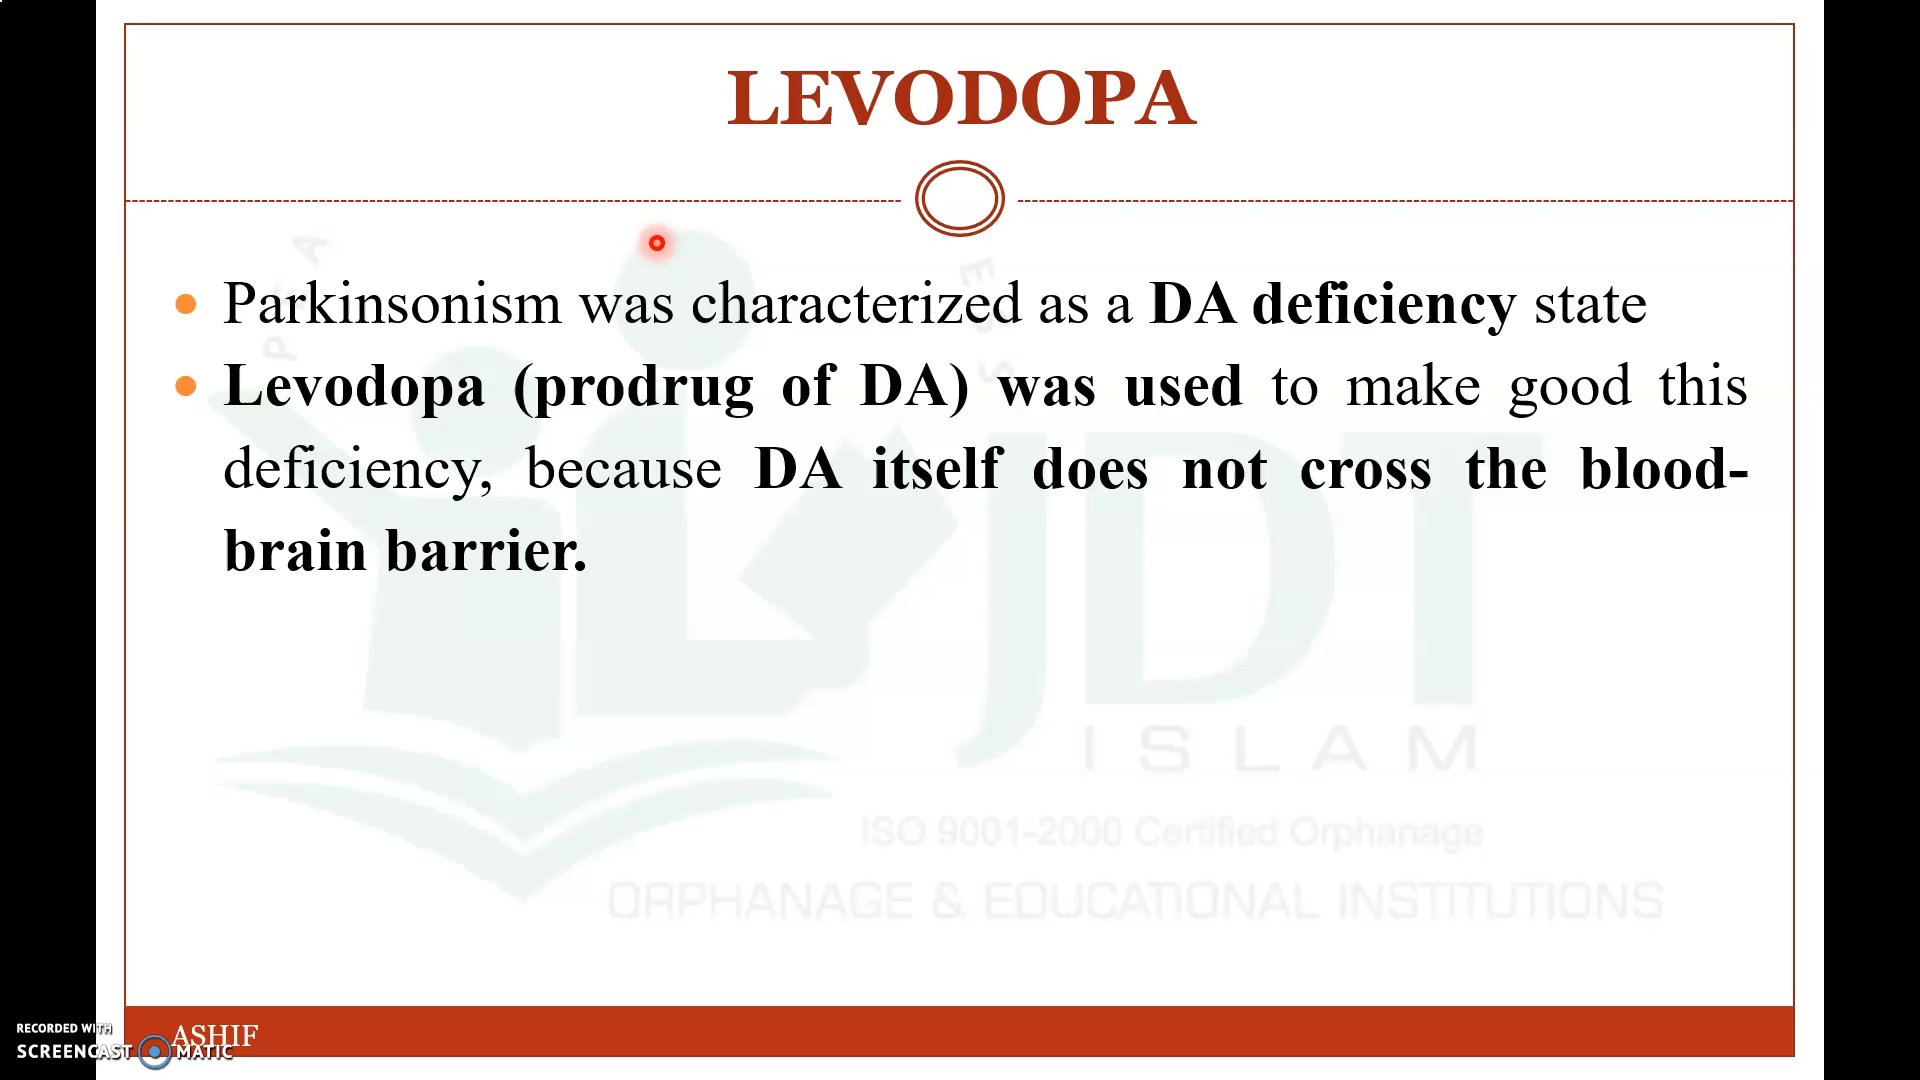 LEVODOPA
Parkinsonism was characterized as a DA deficiency state
Levodopa (prodrug of DA) was used to make good this
deficiency, because DA itself does not cross the blood-
brain barrier.
JDT
ISLAM
ISO 9001-2000 Certified Orphanage
ORPHANAGE & EDUCATIONAL INSTITUTIONS
ASHIF
RECORDED WITH
SCREENCAST MATIC